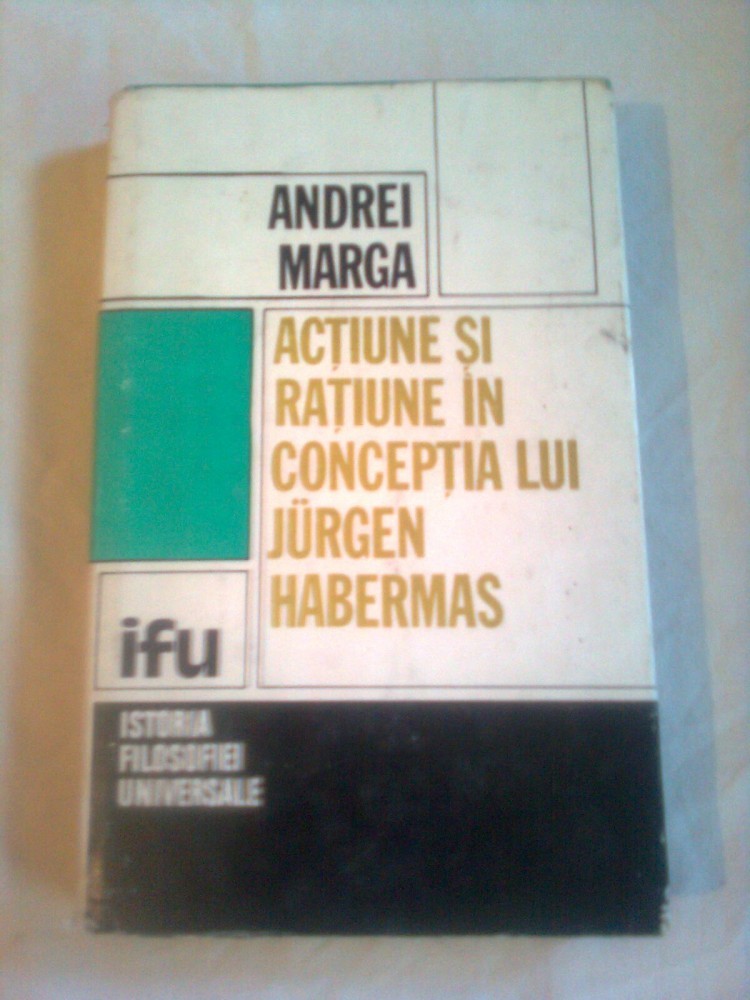 ANDREI
MARGA
ACȚIUNE ȘI
RAȚIUNE ÎN
CONCEPȚIA LUI
JÜRGEN
HABERMAS
ifu
ISTORIA
FILOSOFIEI
UNIVERSALE